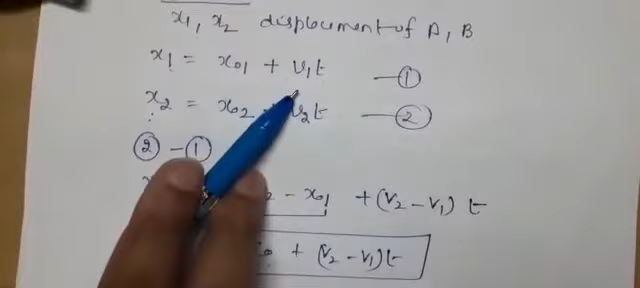 x₁, x₂ displacement of A, B
x₁ = x₀₁ + v₁t —①
x₂ = x₀₂ v₂t —②
② – ①
– x₀₁ + (v₂ – v₁) t
+ (v₂ – v₁)t